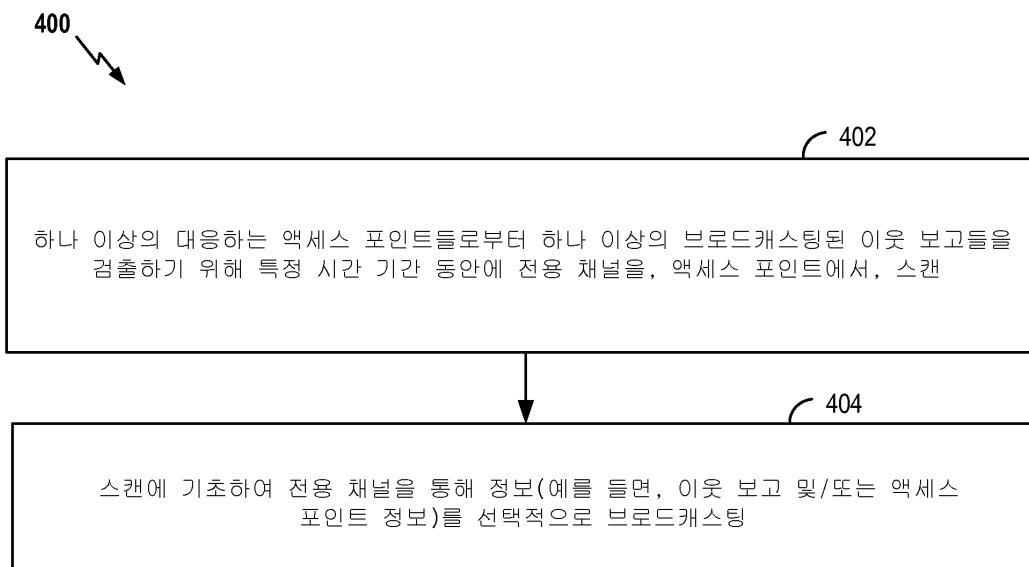 400
402
하나 이상의 대응하는 액세스 포인트들로부터 하나 이상의 브로드캐스팅된 이웃 보고들을
검출하기 위해 특정 시간 기간 동안에 전용 채널을, 액세스 포인트에서, 스캔
404
스캔에 기초하여 전용 채널을 통해 정보(예를 들면, 이웃 보고 및/또는 액세스
포인트 정보)를 선택적으로 브로드캐스팅